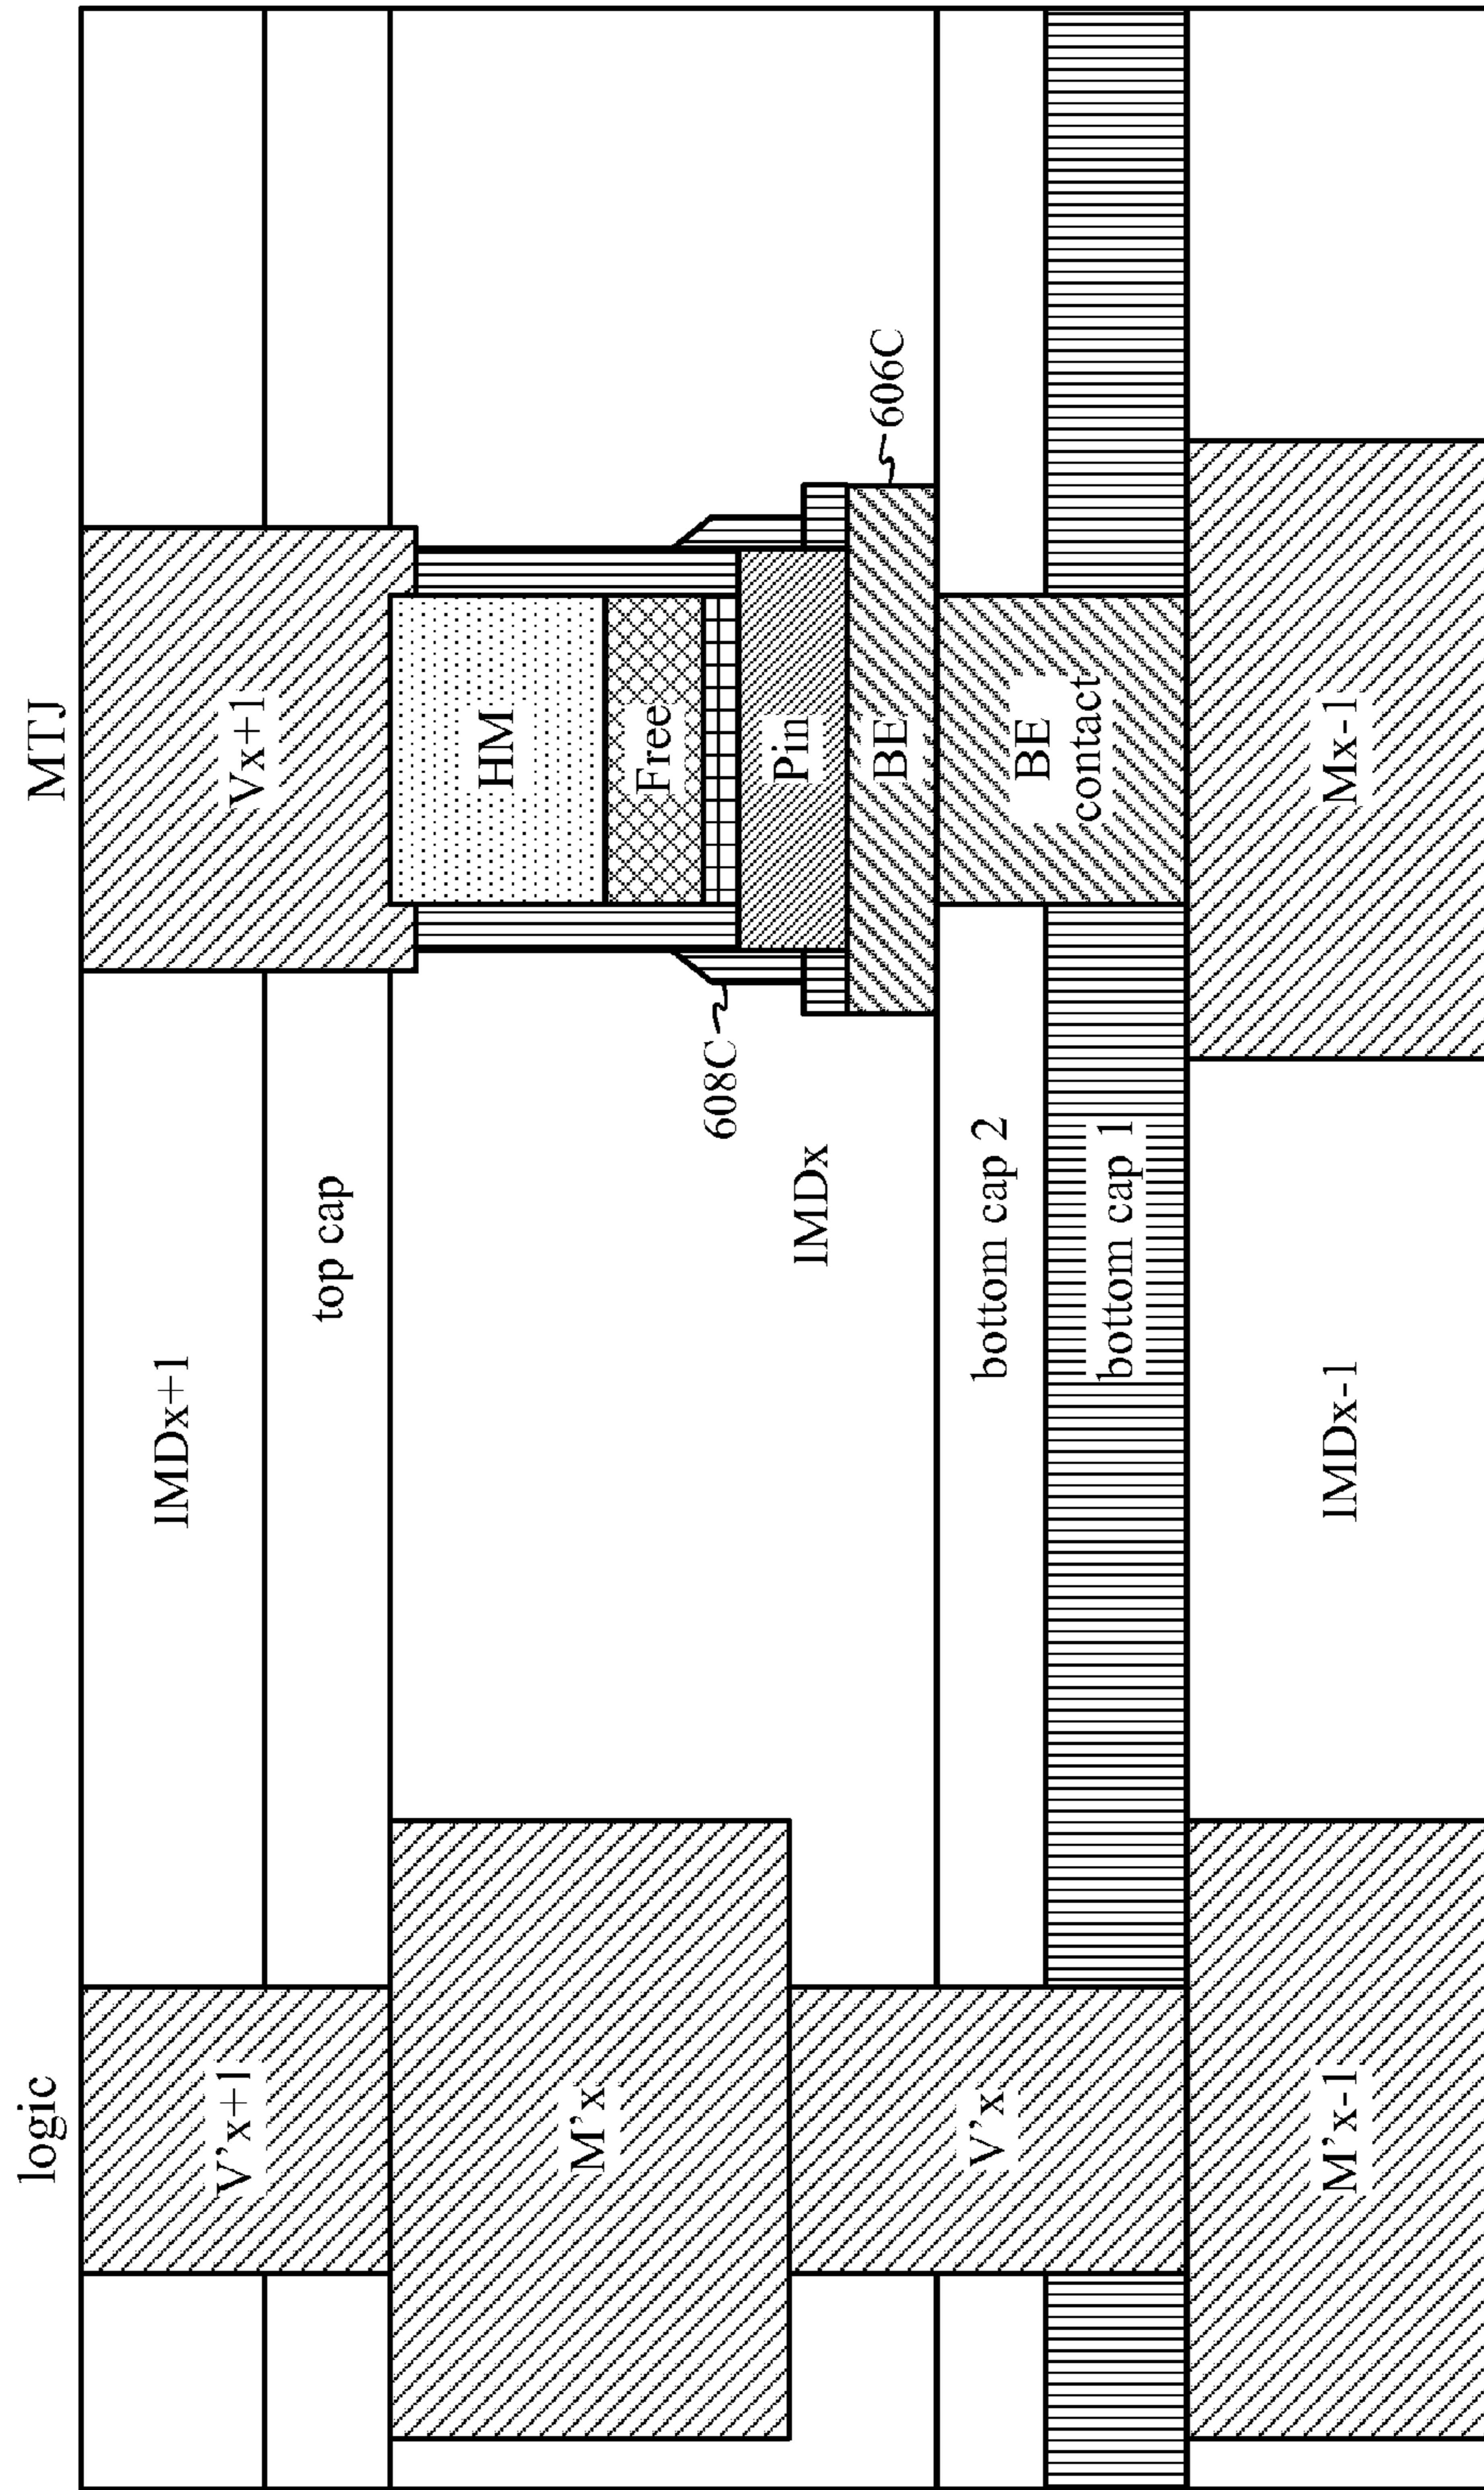 logic
MTJ
V'x+1
IMDx+1
Vx+1
top cap
HM
M'x
Free
608C
Pin
IMDx
BE
606C
V'x
bottom cap 2
BE
contact
bottom cap 1
M'x-1
IMDx-1
Mx-1